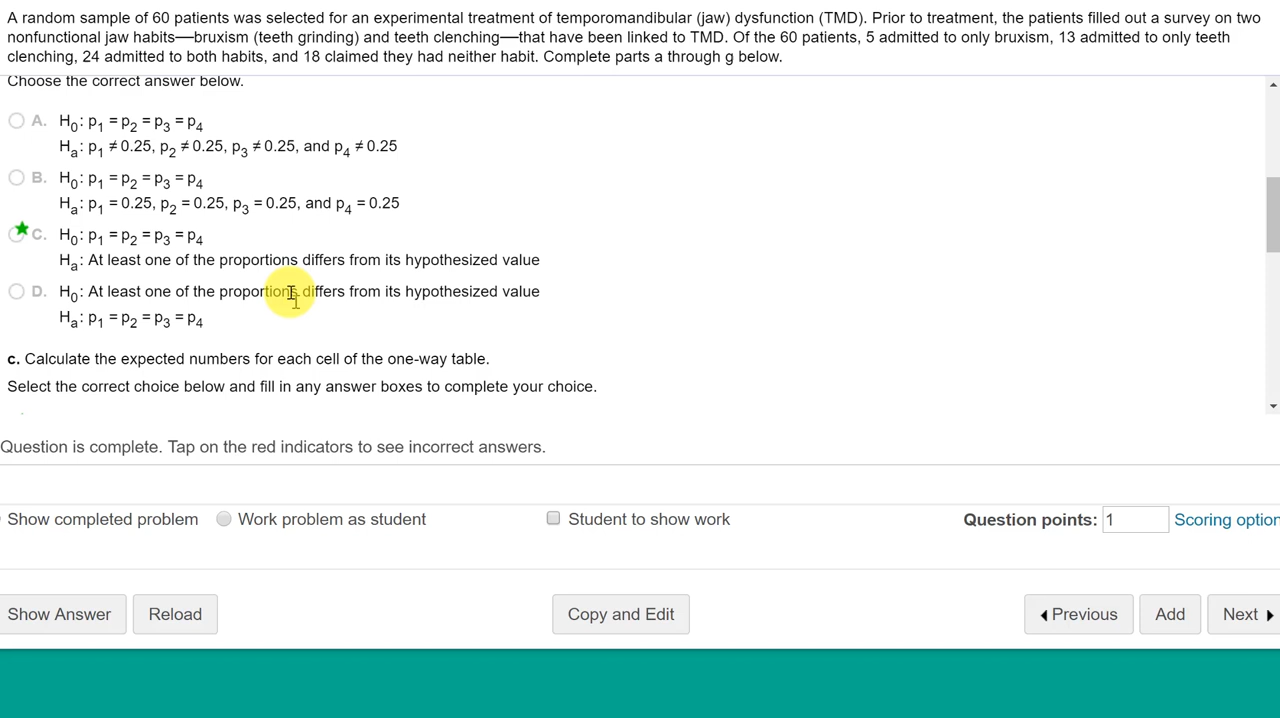 A random sample of 60 patients was selected for an experimental treatment of temporomandibular (jaw) dysfunction (TMD). Prior to treatment, the patients filled out a survey on two
nonfunctional jaw habits—bruxism (teeth grinding) and teeth clenching—that have been linked to TMD. Of the 60 patients, 5 admitted to only bruxism, 13 admitted to only teeth
clenching, 24 admitted to both habits, and 18 claimed they had neither habit. Complete parts a through g below.
Choose the correct answer below.
A. H₀: p₁ = p₂ = p₃ = p₄
Hₐ: p₁ ≠ 0.25, p₂ ≠ 0.25, p₃ ≠ 0.25, and p₄ ≠ 0.25
B. H₀: p₁ = p₂ = p₃ = p₄
Hₐ: p₁ = 0.25, p₂ = 0.25, p₃ = 0.25, and p₄ = 0.25
C. H₀: p₁ = p₂ = p₃ = p₄
Hₐ: At least one of the proportions differs from its hypothesized value
D. H₀: At least one of the proportions differs from its hypothesized value
Hₐ: p₁ = p₂ = p₃ = p₄
c. Calculate the expected numbers for each cell of the one-way table.
Select the correct choice below and fill in any answer boxes to complete your choice.
Question is complete. Tap on the red indicators to see incorrect answers.
Show completed problem Work problem as student Student to show work Question points: 1 Scoring option
Show Answer Reload Copy and Edit Previous Add Next